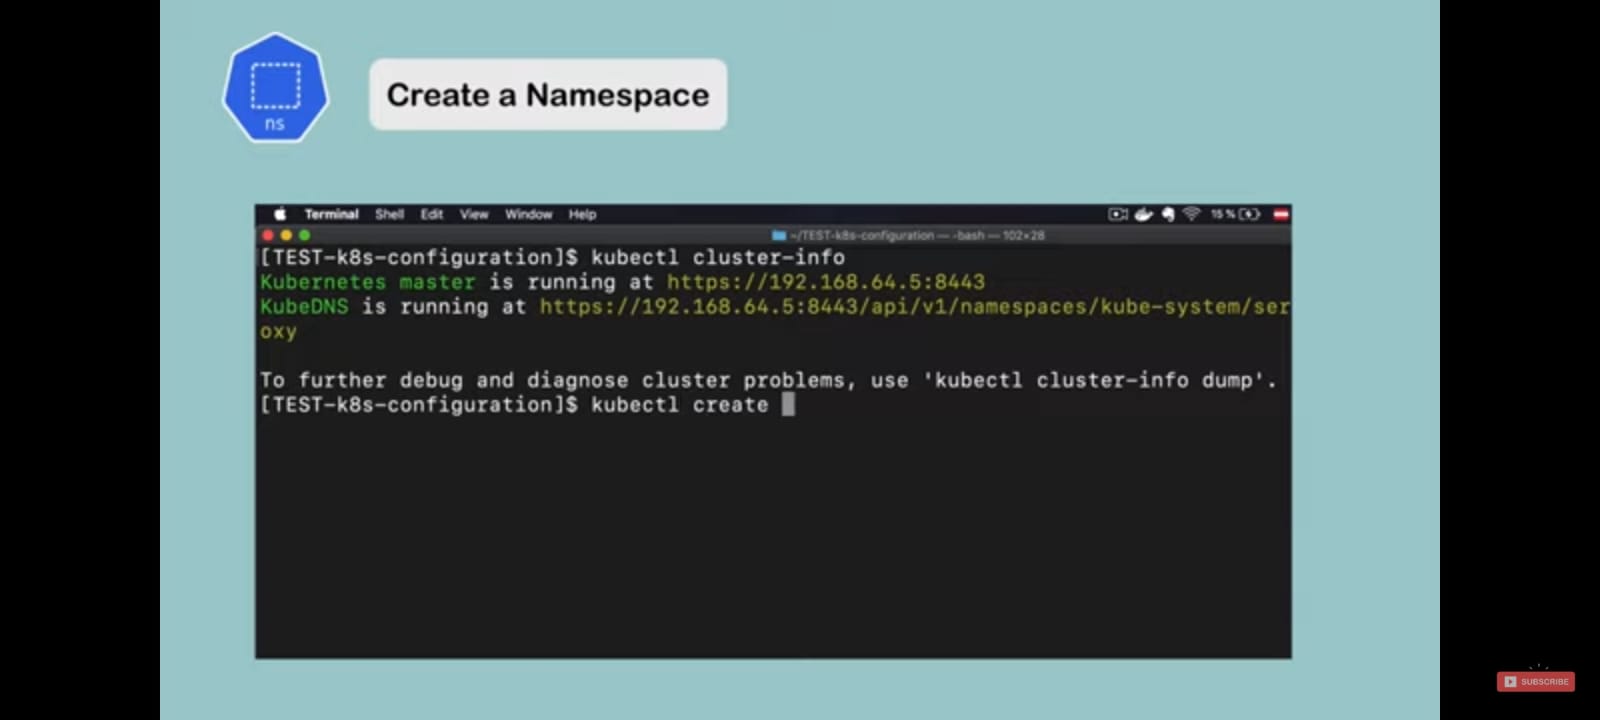 ns
Create a Namespace
Terminal Shell Edit View Window Help 15%
~/TEST-k8s-configuration — -bash — 102×28
[TEST-k8s-configuration]$ kubectl cluster-info
Kubernetes master is running at https://192.168.64.5:8443
KubeDNS is running at https://192.168.64.5:8443/api/v1/namespaces/kube-system/ser
oxy
To further debug and diagnose cluster problems, use 'kubectl cluster-info dump'.
[TEST-k8s-configuration]$ kubectl create
SUBSCRIBE